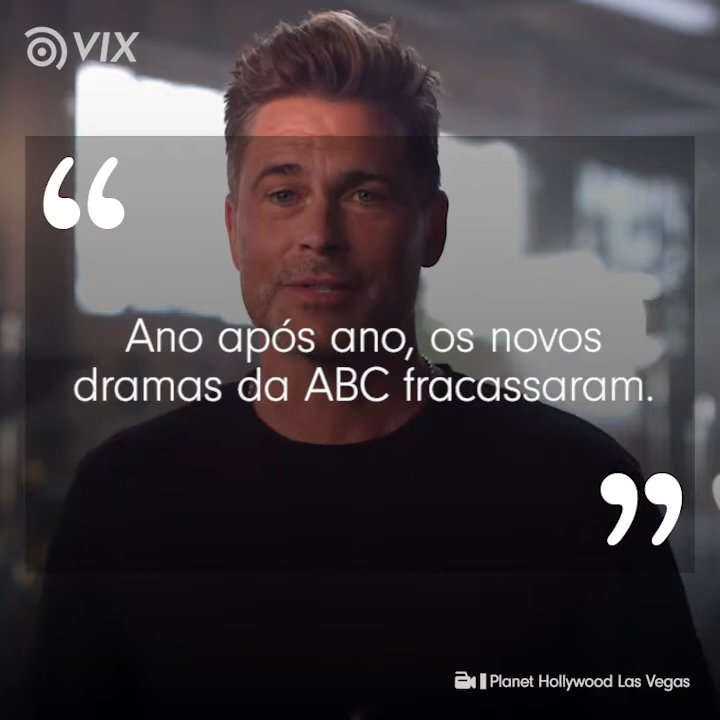 VIX
“
Ano após ano, os novos
dramas da ABC fracassaram.
”
Planet Hollywood Las Vegas